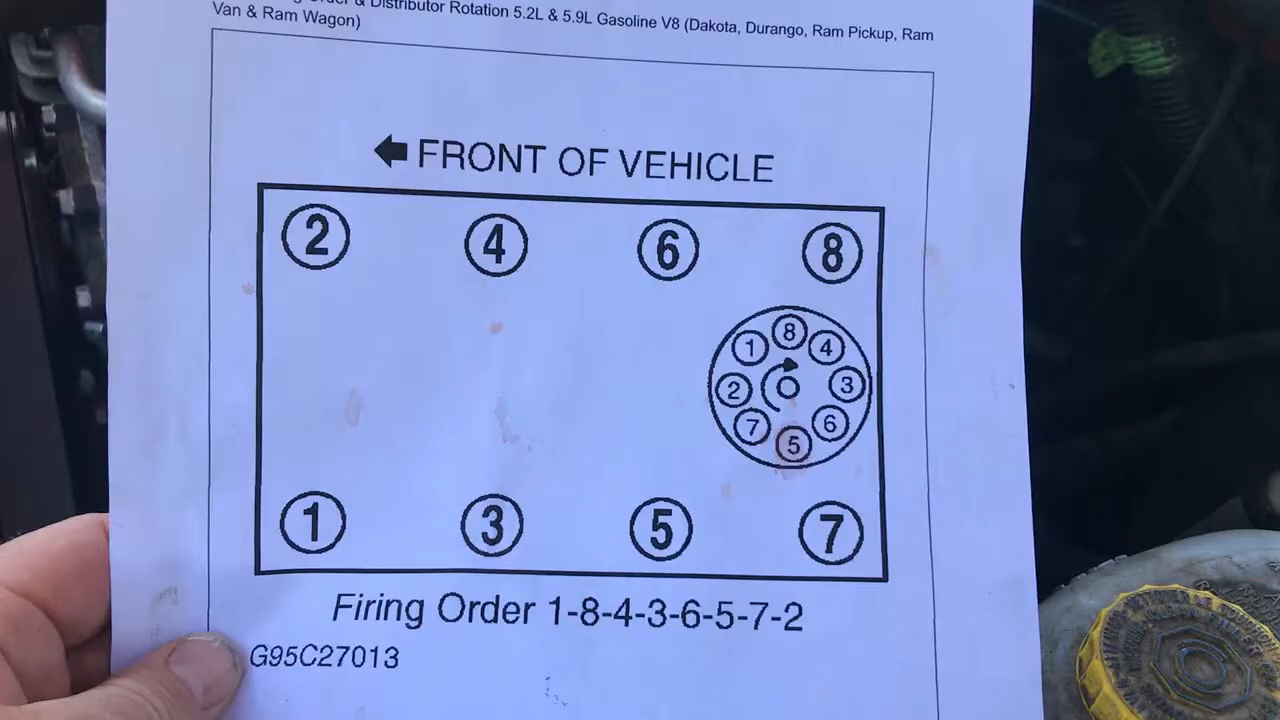 Order & Distributor Rotation 5.2L & 5.9L Gasoline V8 (Dakota, Durango, Ram Pickup, Ram
Van & Ram Wagon)
FRONT OF VEHICLE
2 4 6 8
8
1 4
2 3
7 6
5
1 3 5 7
Firing Order 1-8-4-3-6-5-7-2
G95C27013